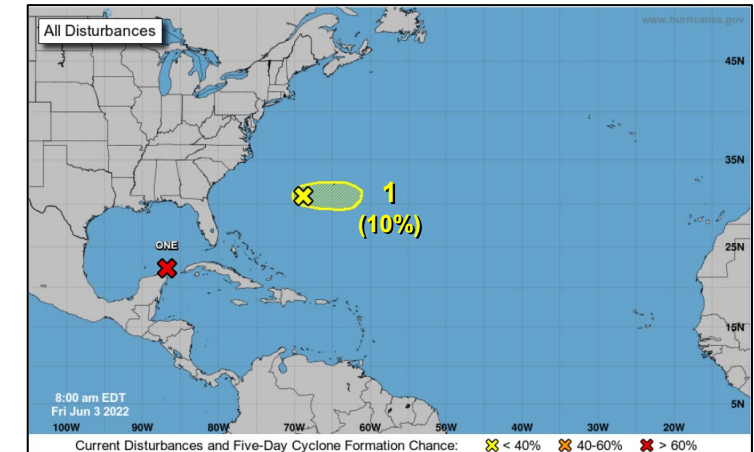 All Disturbances
www.hurricanes.gov
45N
35N
1
(10%)
ONE
25N
15N
8:00 am EDT
Fri Jun 3 2022
5N
100W 90W 80W 70W 60W 50W 40W 30W 20W
Current Disturbances and Five-Day Cyclone Formation Chance: < 40% 40-60% > 60%